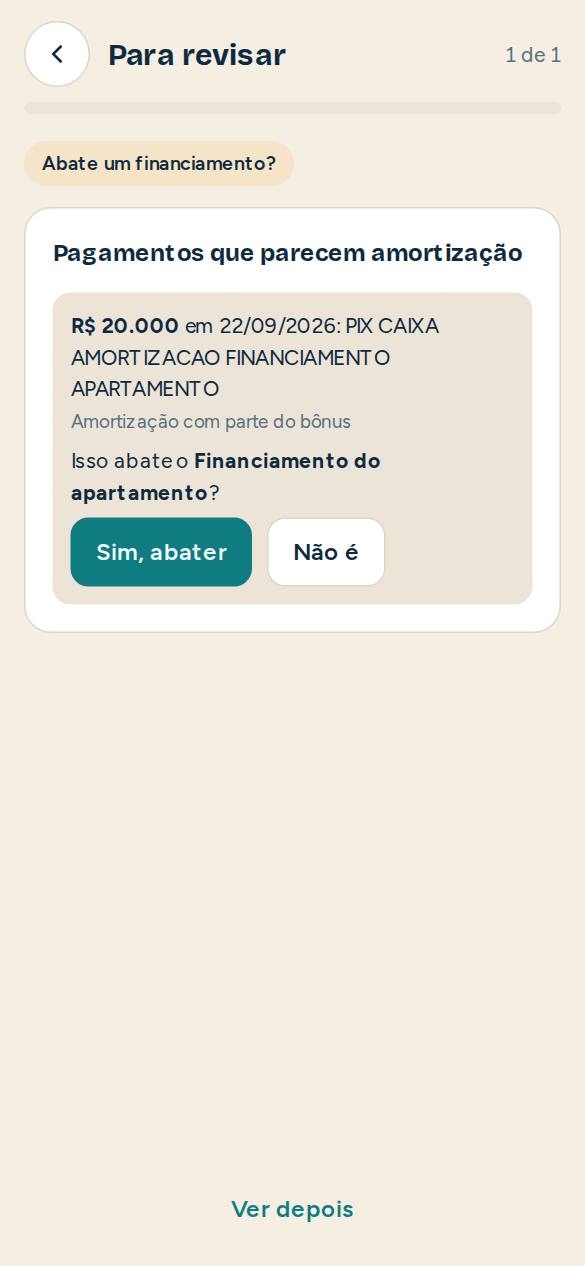 Para revisar
1 de 1
Abate um financiamento?
Pagamentos que parecem amortização
R$ 20.000 em 22/09/2026: PIX CAIXA
AMORTIZACAO FINANCIAMENTO
APARTAMENTO
Amortização com parte do bônus
Isso abate o Financiamento do
apartamento?
Sim, abater
Não é
Ver depois